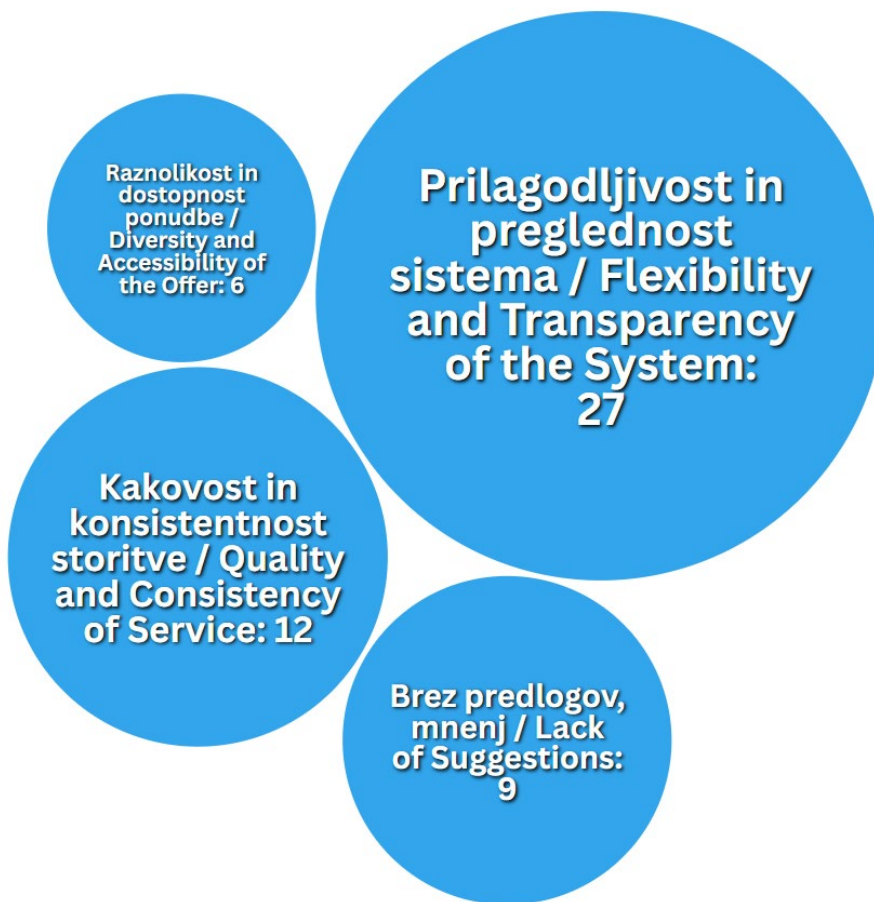 Raznolikost in
dostopnost
ponudbe /
Diversity and
Accessibility of
the Offer: 6
Prilagodljivost in
preglednost
sistema / Flexibility
and Transparency
of the System:
27
Kakovost in
konsistentnost
storitve / Quality
and Consistency
of Service: 12
Brez predlogov,
mnenj / Lack
of Suggestions:
9